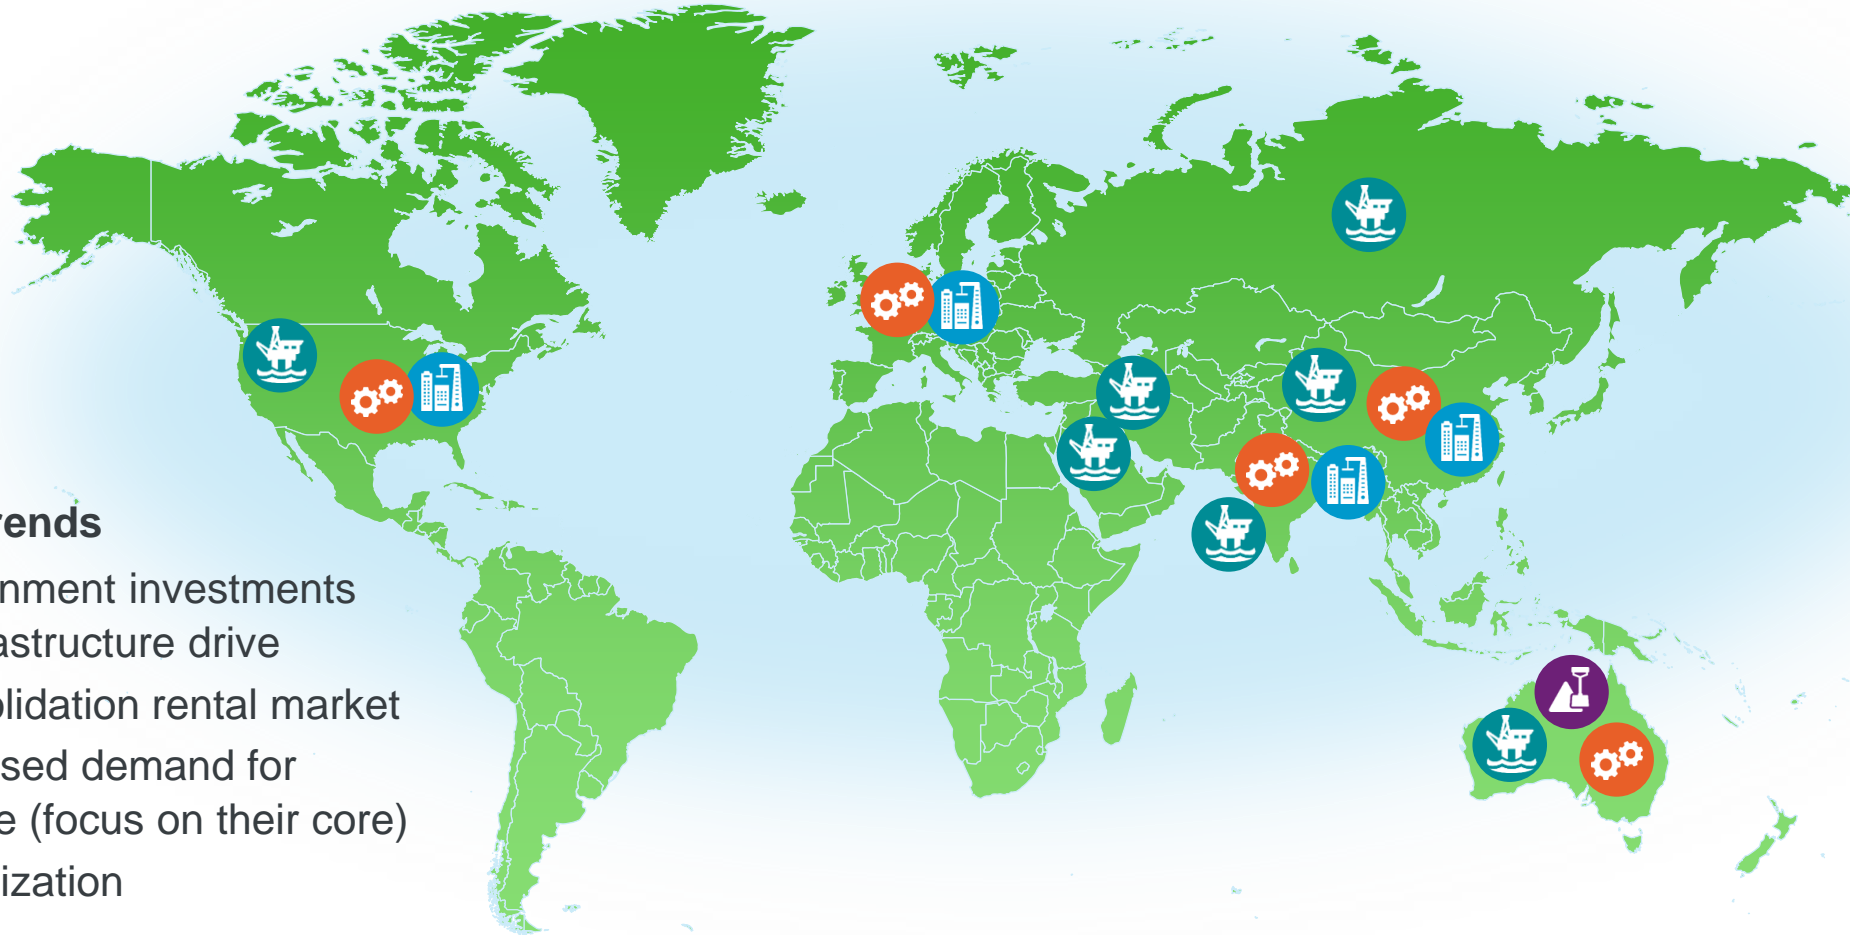 rends
nment investments
astructure drive
olidation rental market
sed demand for
e (focus on their core)
ization